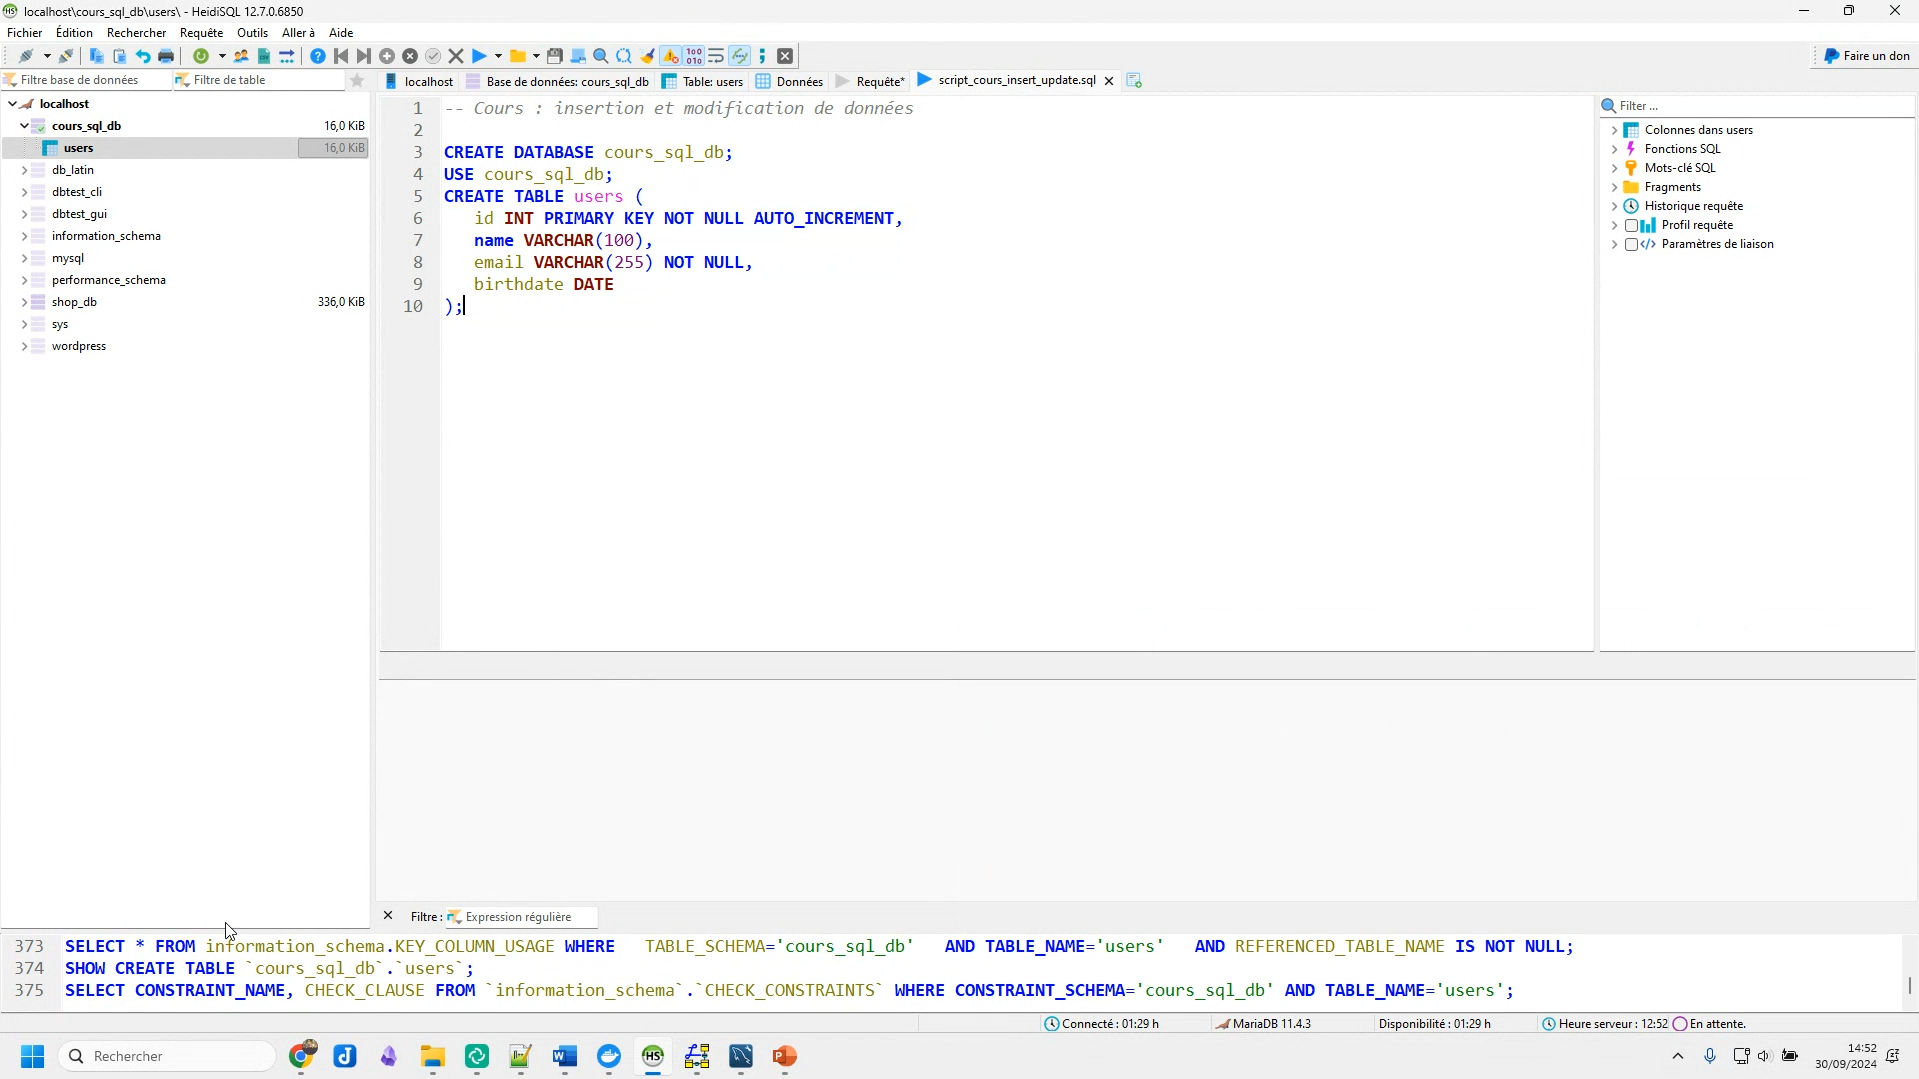 localhost\cours_sql_db\users\ - HeidiSQL 12.7.0.6850
Fichier Édition Rechercher Requête Outils Aller à Aide
Faire un don
Filtre base de données Filtre de table
localhost Base de données: cours_sql_db Table: users Données Requête* script_cours_insert_update.sql
localhost
cours_sql_db 16,0 KiB
users 16,0 KiB
db_latin
dbtest_cli
dbtest_gui
information_schema
mysql
performance_schema
shop_db 336,0 KiB
sys
wordpress
1 -- Cours : insertion et modification de données
2
3 CREATE DATABASE cours_sql_db;
4 USE cours_sql_db;
5 CREATE TABLE users (
6 id INT PRIMARY KEY NOT NULL AUTO_INCREMENT,
7 name VARCHAR(100),
8 email VARCHAR(255) NOT NULL,
9 birthdate DATE
10 );
Filter ...
Colonnes dans users
Fonctions SQL
Mots-clé SQL
Fragments
Historique requête
Profil requête
Paramètres de liaison
Filtre : Expression régulière
373 SELECT * FROM information_schema.KEY_COLUMN_USAGE WHERE TABLE_SCHEMA='cours_sql_db' AND TABLE_NAME='users' AND REFERENCED_TABLE_NAME IS NOT NULL;
374 SHOW CREATE TABLE `cours_sql_db`.`users`;
375 SELECT CONSTRAINT_NAME, CHECK_CLAUSE FROM `information_schema`.`CHECK_CONSTRAINTS` WHERE CONSTRAINT_SCHEMA='cours_sql_db' AND TABLE_NAME='users';
Connecté : 01:29 h MariaDB 11.4.3 Disponibilité : 01:29 h Heure serveur : 12:52 En attente.
Rechercher
14:52
30/09/2024